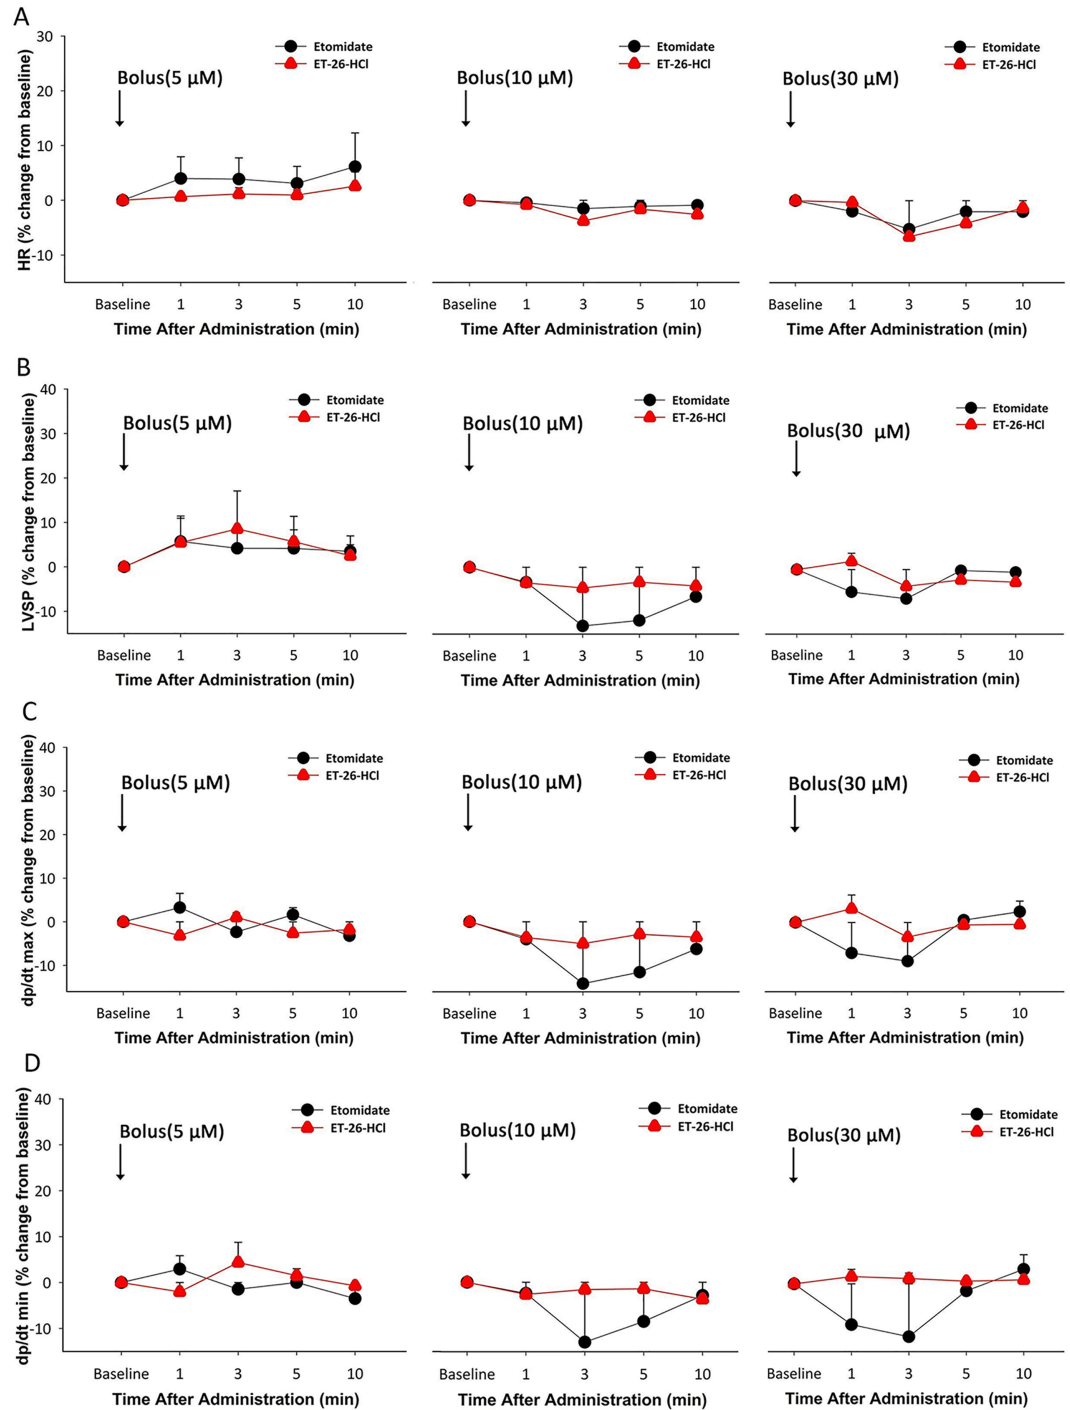 A
HR (% change from baseline)
30
20
10
0
-10
Bolus(5 μM)
Etomidate
ET-26-HCl
Baseline 1 3 5 10
Time After Administration (min)
Bolus(10 μM)
Etomidate
ET-26-HCl
Baseline 1 3 5 10
Time After Administration (min)
Bolus(30 μM)
Etomidate
ET-26-HCl
Baseline 1 3 5 10
Time After Administration (min)
B
LVSP (% change from baseline)
40
30
20
10
0
-10
Bolus(5 μM)
Etomidate
ET-26-HCl
Baseline 1 3 5 10
Time After Administration (min)
Bolus(10 μM)
Etomidate
ET-26-HCl
Baseline 1 3 5 10
Time After Administration (min)
Bolus(30 μM)
Etomidate
ET-26-HCl
Baseline 1 3 5 10
Time After Administration (min)
C
dp/dt max (% change from baseline)
40
30
20
10
0
-10
Bolus(5 μM)
Etomidate
ET-26-HCl
Baseline 1 3 5 10
Time After Administration (min)
Bolus(10 μM)
Etomidate
ET-26-HCl
Baseline 1 3 5 10
Time After Administration (min)
Bolus(30 μM)
Etomidate
ET-26-HCl
Baseline 1 3 5 10
Time After Administration (min)
D
dp/dt min (% change from baseline)
40
30
20
10
0
-10
Bolus(5 μM)
Etomidate
ET-26-HCl
Baseline 1 3 5 10
Time After Administration (min)
Bolus(10 μM)
Etomidate
ET-26-HCl
Baseline 1 3 5 10
Time After Administration (min)
Bolus(30 μM)
Etomidate
ET-26-HCl
Baseline 1 3 5 10
Time After Administration (min)